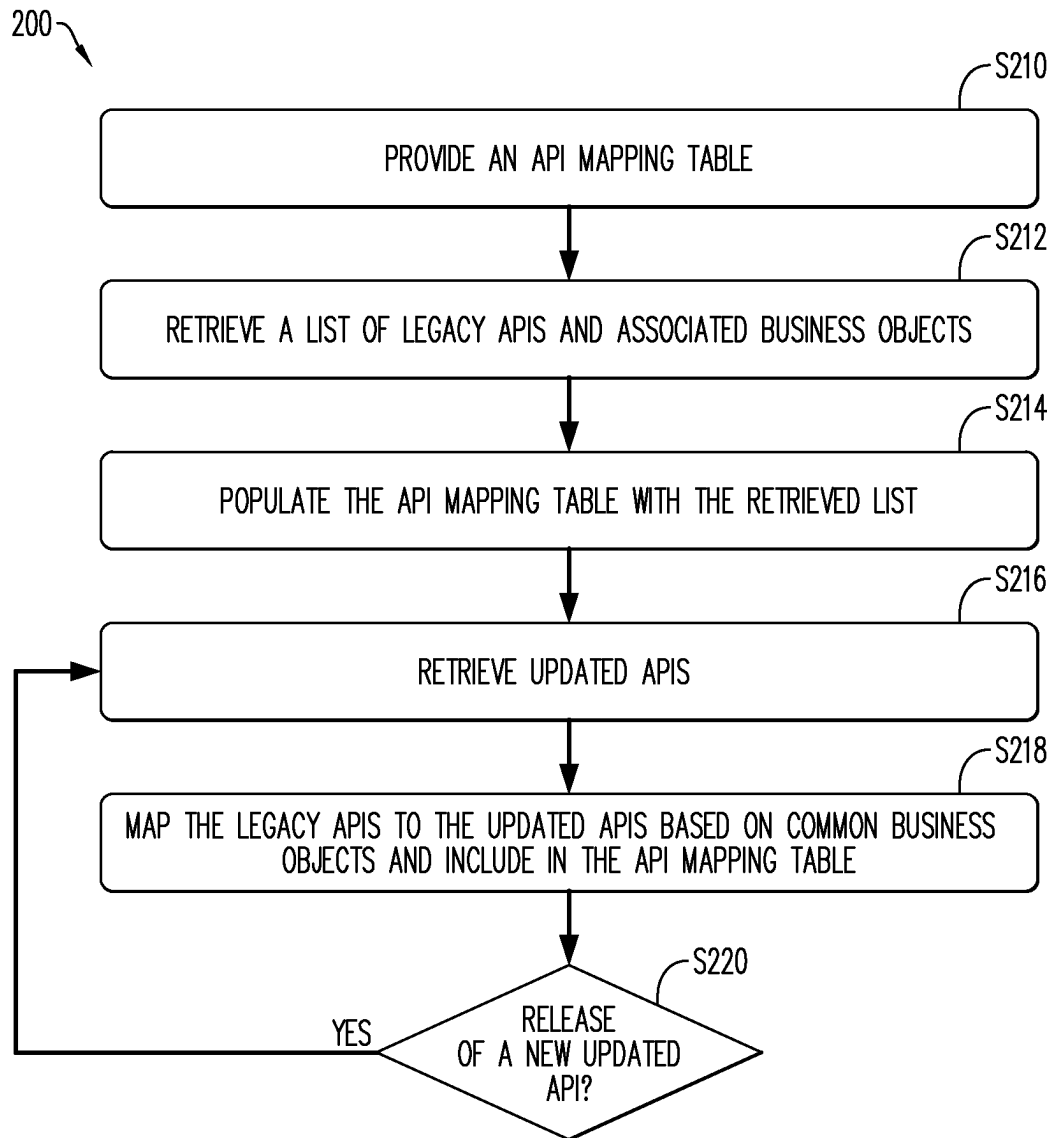 200
S210
PROVIDE AN API MAPPING TABLE
S212
RETRIEVE A LIST OF LEGACY APIS AND ASSOCIATED BUSINESS OBJECTS
S214
POPULATE THE API MAPPING TABLE WITH THE RETRIEVED LIST
S216
RETRIEVE UPDATED APIS
S218
MAP THE LEGACY APIS TO THE UPDATED APIS BASED ON COMMON BUSINESS
OBJECTS AND INCLUDE IN THE API MAPPING TABLE
S220
YES
RELEASE
OF A NEW UPDATED
API?